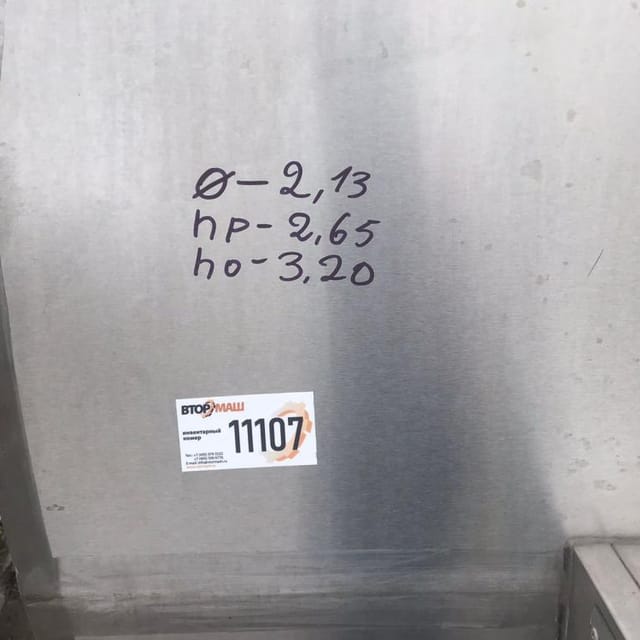 Ø – 2,13
hр – 2,65
hо – 3,20
ВТОРМАШ
инвентарный
номер
11107